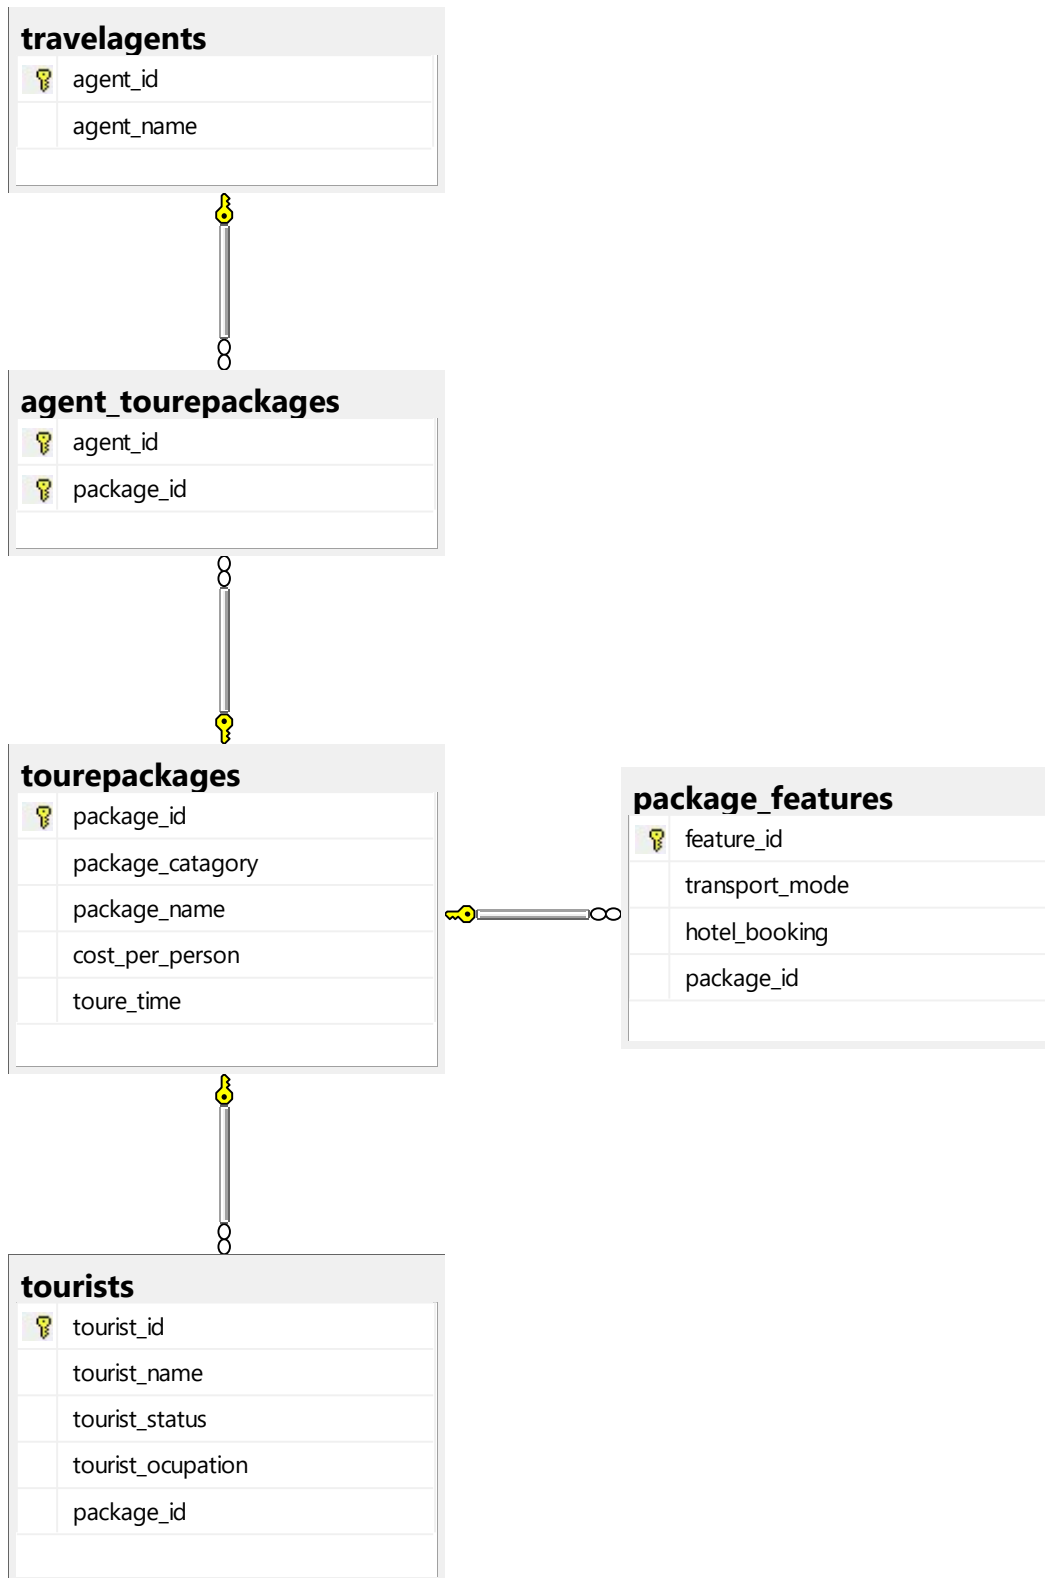 travelagents
agent_id
agent_name
agent_tourepackages
agent_id
package_id
tourepackages
package_id
package_catagory
package_name
cost_per_person
toure_time
package_features
feature_id
transport_mode
hotel_booking
package_id
tourists
tourist_id
tourist_name
tourist_status
tourist_ocupation
package_id